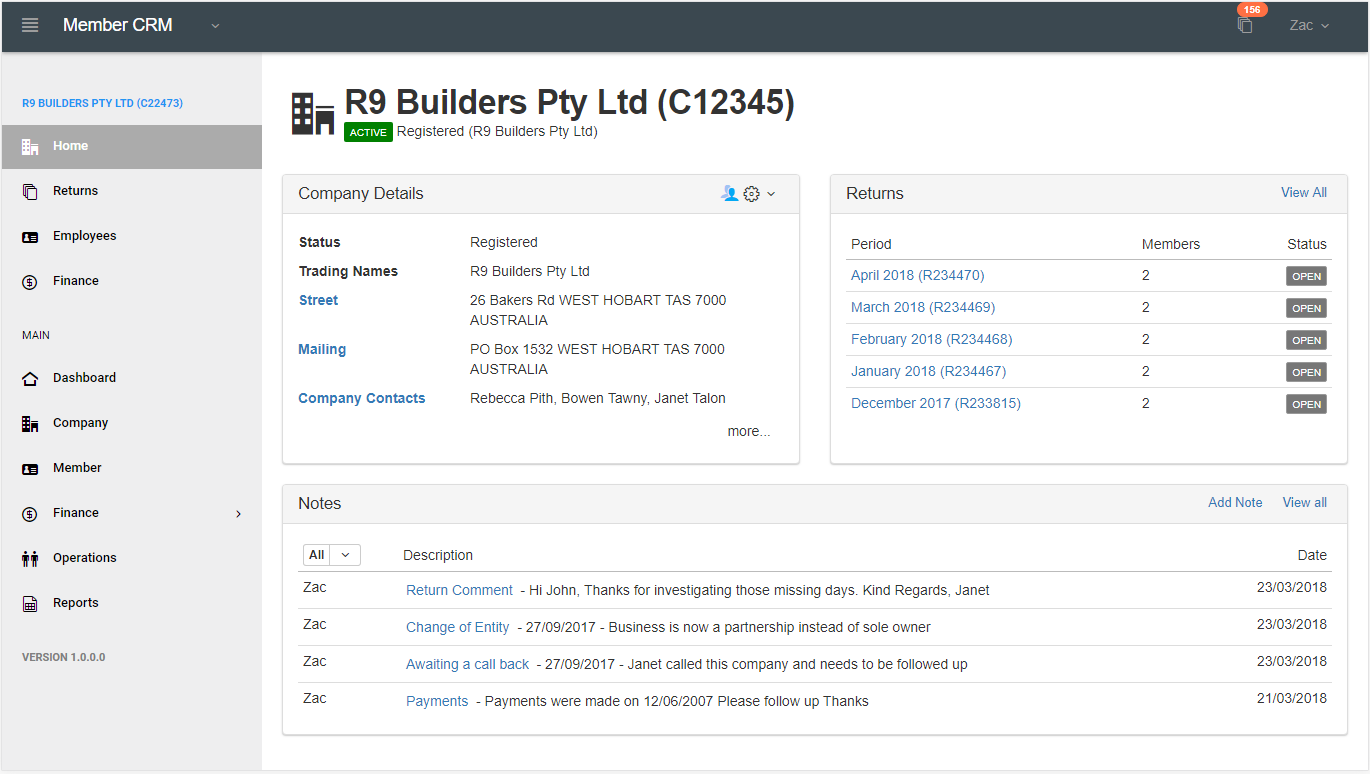 Member CRM
156
Zac
R9 BUILDERS PTY LTD (C22473)
Home
Returns
Employees
Finance
MAIN
Dashboard
Company
Member
Finance
Operations
Reports
VERSION 1.0.0.0
R9 Builders Pty Ltd (C12345)
ACTIVE Registered (R9 Builders Pty Ltd)
Company Details
Status Registered
Trading Names R9 Builders Pty Ltd
Street 26 Bakers Rd WEST HOBART TAS 7000
AUSTRALIA
Mailing PO Box 1532 WEST HOBART TAS 7000
AUSTRALIA
Company Contacts Rebecca Pith, Bowen Tawny, Janet Talon
more...
Returns View All
Period Members Status
April 2018 (R234470) 2 OPEN
March 2018 (R234469) 2 OPEN
February 2018 (R234468) 2 OPEN
January 2018 (R234467) 2 OPEN
December 2017 (R233815) 2 OPEN
Notes Add Note View all
All Description Date
Zac Return Comment - Hi John, Thanks for investigating those missing days. Kind Regards, Janet 23/03/2018
Zac Change of Entity - 27/09/2017 - Business is now a partnership instead of sole owner 23/03/2018
Zac Awaiting a call back - 27/09/2017 - Janet called this company and needs to be followed up 23/03/2018
Zac Payments - Payments were made on 12/06/2007 Please follow up Thanks 21/03/2018